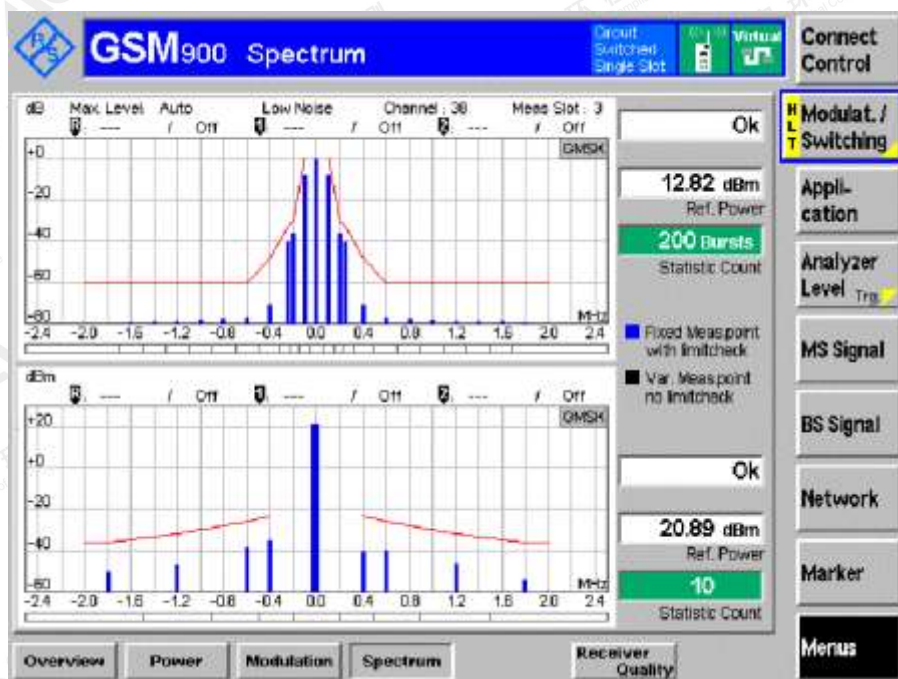 R&S
GSM900 Spectrum
Circuit
Switched
Single Slot
Virtual
Connect
Control
dB Max. Level Auto Low Noise Channel : 38 Meas Slot : 3
--- / Off --- / Off --- / Off
GMSK
+0
-20
-40
-60
-80
MHz
-2.4 -2.0 -1.6 -1.2 -0.8 -0.4 0.0 0.4 0.8 1.2 1.6 2.0 2.4
Ok
12.82 dBm
Ref. Power
200 Bursts
Statistic Count
Fixed Meas.point
with limitcheck
Var. Meas.point
no limitcheck
dBm
--- / Off --- / Off --- / Off
GMSK
+20
+0
-20
-40
-60
MHz
-2.4 -2.0 -1.6 -1.2 -0.8 -0.4 0.0 0.4 0.8 1.2 1.6 2.0 2.4
Ok
20.89 dBm
Ref. Power
10
Statistic Count
H
L
T
Modulat. /
Switching
Appli-
cation
Analyzer
Level Trg.
MS Signal
BS Signal
Network
Marker
Menus
Overview
Power
Modulation
Spectrum
Receiver
Quality